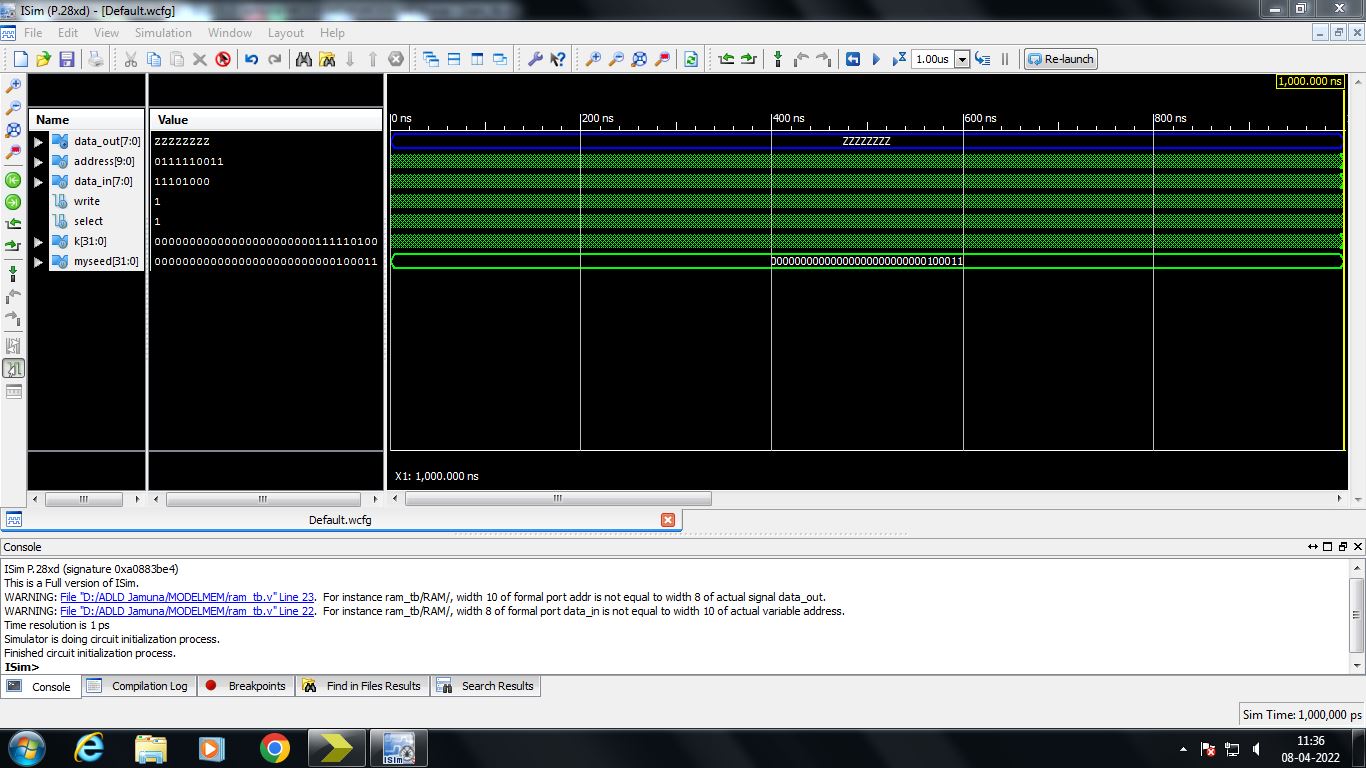 ISim (P.28xd) - [Default.wcfg]
File Edit View Simulation Window Layout Help
1.00us Re-launch
1,000.000 ns
Name Value
0 ns 200 ns 400 ns 600 ns 800 ns
data_out[7:0] ZZZZZZZZ ZZZZZZZZ
address[9:0] 0111110011
data_in[7:0] 11101000
write 1
select 1
k[31:0] 00000000000000000000000111110100
myseed[31:0] 00000000000000000000000000100011 00000000000000000000000000100011
X1: 1,000.000 ns
Default.wcfg
Console
ISim P.28xd (signature 0xa0883be4)
This is a Full version of ISim.
WARNING: File "D:/ADLD Jamuna/MODELMEM/ram_tb.v" Line 23. For instance ram_tb/RAM/, width 10 of formal port addr is not equal to width 8 of actual signal data_out.
WARNING: File "D:/ADLD Jamuna/MODELMEM/ram_tb.v" Line 22. For instance ram_tb/RAM/, width 8 of formal port data_in is not equal to width 10 of actual variable address.
Time resolution is 1 ps
Simulator is doing circuit initialization process.
Finished circuit initialization process.
ISim>
Console Compilation Log Breakpoints Find in Files Results Search Results
Sim Time: 1,000,000 ps
ISim
11:36
08-04-2022